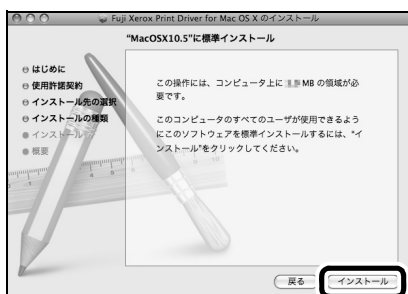 Fuji Xerox Print Driver for Mac OS X のインストール
"MacOSX10.5"に標準インストール
はじめに
使用許諾契約
インストール先の選択
インストールの種類
インストール
概要
この操作には、コンピュータ上に MB の領域が必
要です。
このコンピュータのすべてのユーザが使用できるよう
にこのソフトウェアを標準インストールするには、"イ
ンストール"をクリックしてください。
戻る
インストール